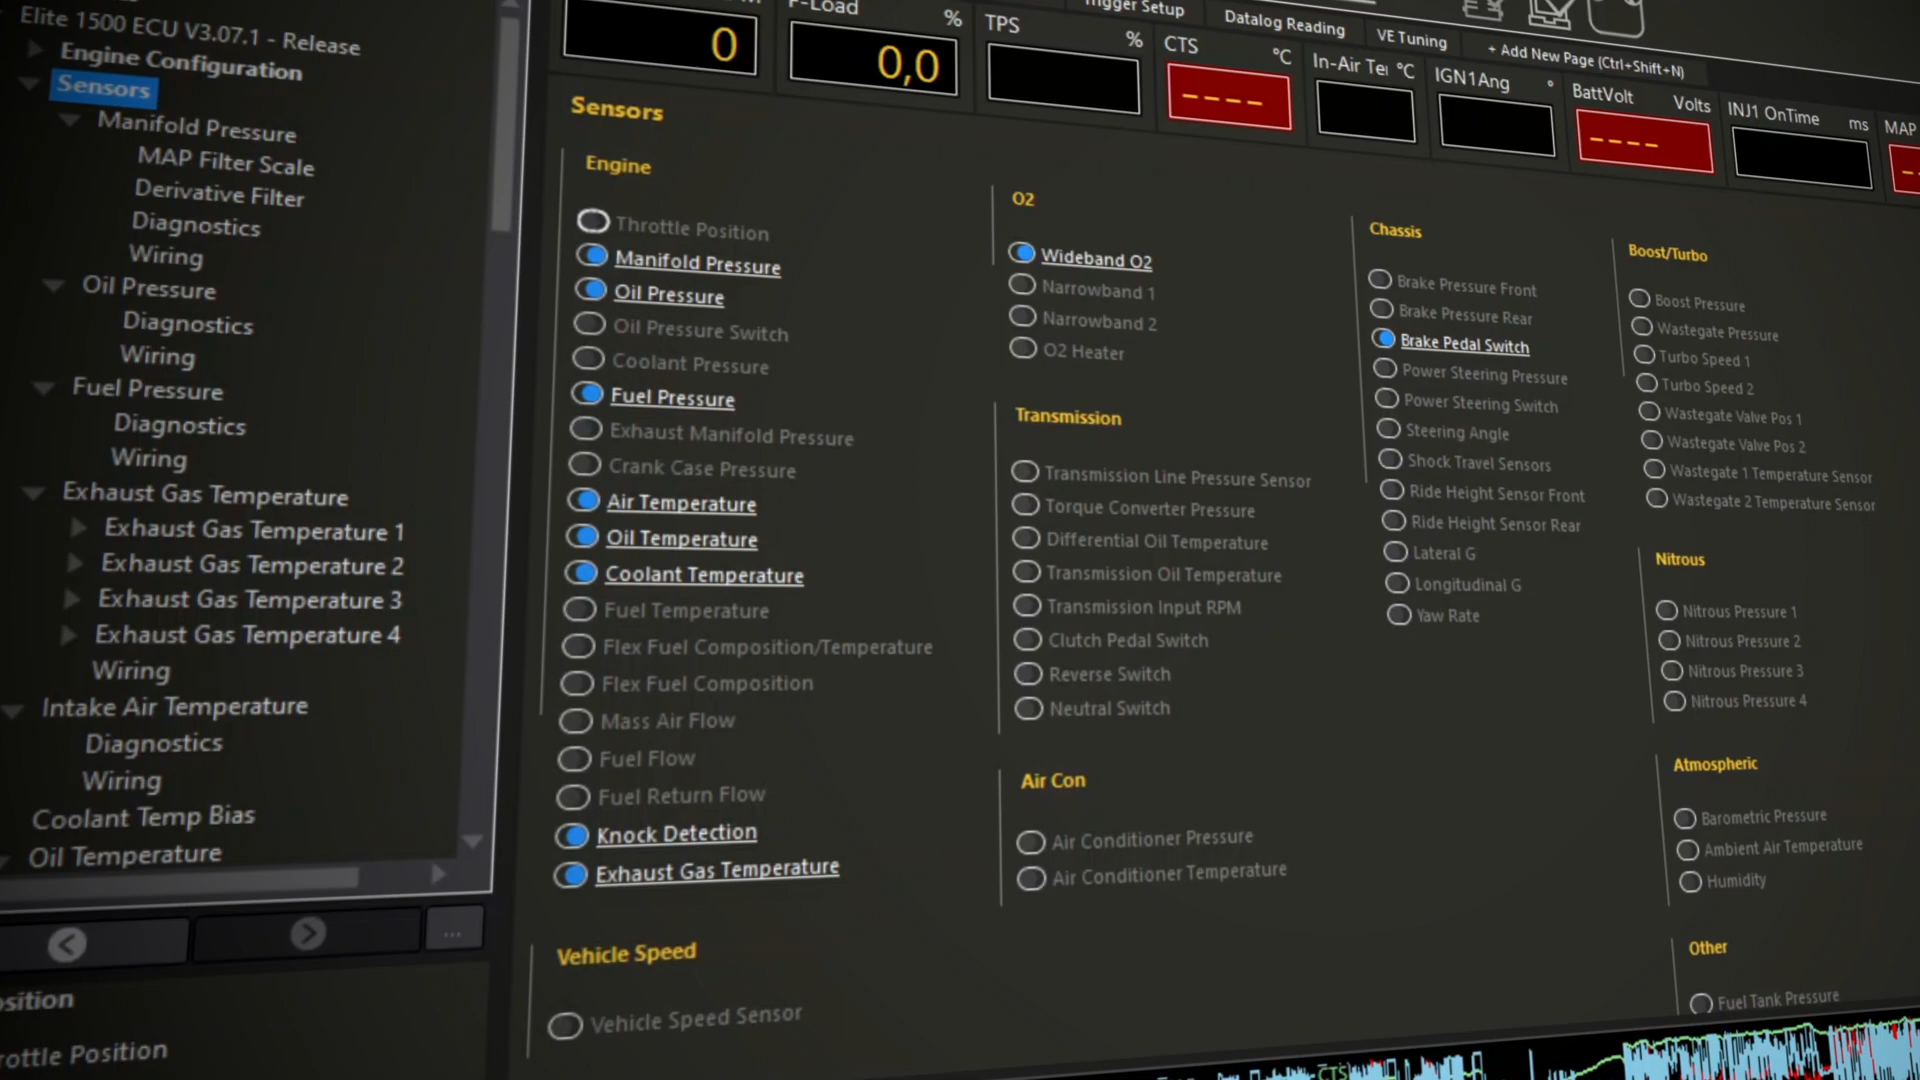 Elite 1500 ECU V3.07.1 - Release
Engine Configuration
Sensors
Manifold Pressure
MAP Filter Scale
Derivative Filter
Diagnostics
Wiring
Oil Pressure
Diagnostics
Wiring
Fuel Pressure
Diagnostics
Wiring
Exhaust Gas Temperature
Exhaust Gas Temperature 1
Exhaust Gas Temperature 2
Exhaust Gas Temperature 3
Exhaust Gas Temperature 4
Wiring
Intake Air Temperature
Diagnostics
Wiring
Coolant Temp Bias
Oil Temperature
...
osition
rottle Position
Trigger Setup
Datalog Reading
VE Tuning
+ Add New Page (Ctrl+Shift+N)
0
F-Load %
0,0
TPS %
CTS °C
----
In-Air Te °C
IGN1Ang °
BattVolt Volts
----
INJ1 OnTime ms
MAP
Sensors
Engine
Throttle Position
Manifold Pressure
Oil Pressure
Oil Pressure Switch
Coolant Pressure
Fuel Pressure
Exhaust Manifold Pressure
Crank Case Pressure
Air Temperature
Oil Temperature
Coolant Temperature
Fuel Temperature
Flex Fuel Composition/Temperature
Flex Fuel Composition
Mass Air Flow
Fuel Flow
Fuel Return Flow
Knock Detection
Exhaust Gas Temperature
Vehicle Speed
Vehicle Speed Sensor
O2
Wideband O2
Narrowband 1
Narrowband 2
O2 Heater
Transmission
Transmission Line Pressure Sensor
Torque Converter Pressure
Differential Oil Temperature
Transmission Oil Temperature
Transmission Input RPM
Clutch Pedal Switch
Reverse Switch
Neutral Switch
Air Con
Air Conditioner Pressure
Air Conditioner Temperature
Chassis
Brake Pressure Front
Brake Pressure Rear
Brake Pedal Switch
Power Steering Pressure
Power Steering Switch
Steering Angle
Shock Travel Sensors
Ride Height Sensor Front
Ride Height Sensor Rear
Lateral G
Longitudinal G
Yaw Rate
Boost/Turbo
Boost Pressure
Wastegate Pressure
Turbo Speed 1
Turbo Speed 2
Wastegate Valve Pos 1
Wastegate Valve Pos 2
Wastegate 1 Temperature Sensor
Wastegate 2 Temperature Sensor
Nitrous
Nitrous Pressure 1
Nitrous Pressure 2
Nitrous Pressure 3
Nitrous Pressure 4
Atmospheric
Barometric Pressure
Ambient Air Temperature
Humidity
Other
Fuel Tank Pressure
CTS